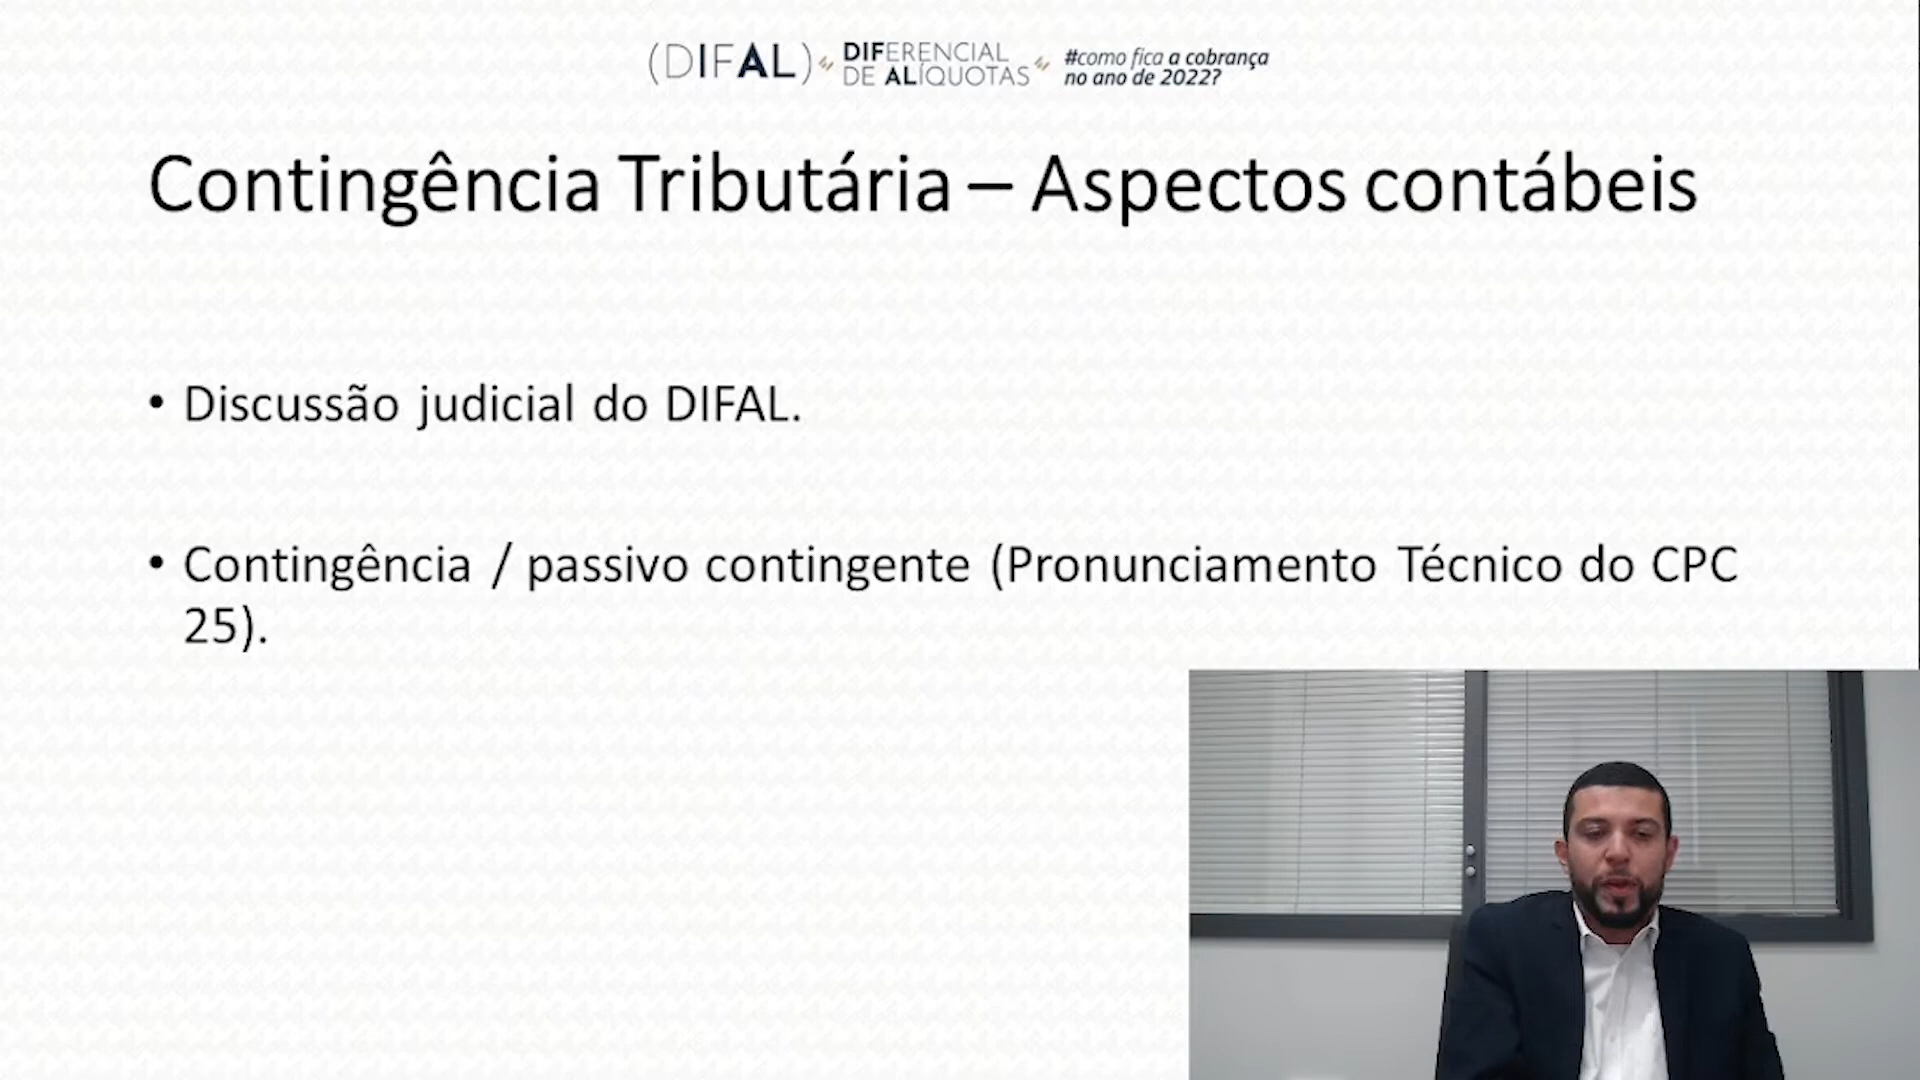 (DIFAL) DIFERENCIAL DE ALÍQUOTAS #como fica a cobrança no ano de 2022?
Contingência Tributária – Aspectos contábeis
• Discussão judicial do DIFAL.
• Contingência / passivo contingente (Pronunciamento Técnico do CPC
25).